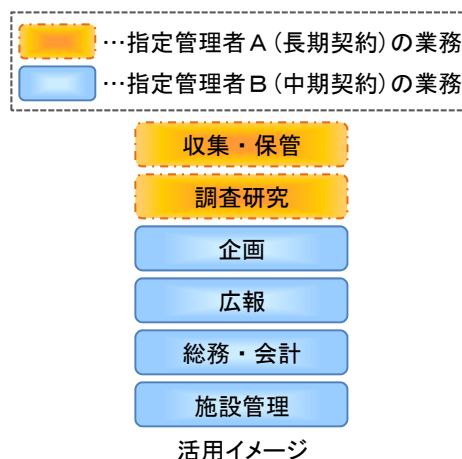 …指定管理者A(長期契約)の業務
…指定管理者B(中期契約)の業務
収集・保管
調査研究
企画
広報
総務・会計
施設管理
活用イメージ